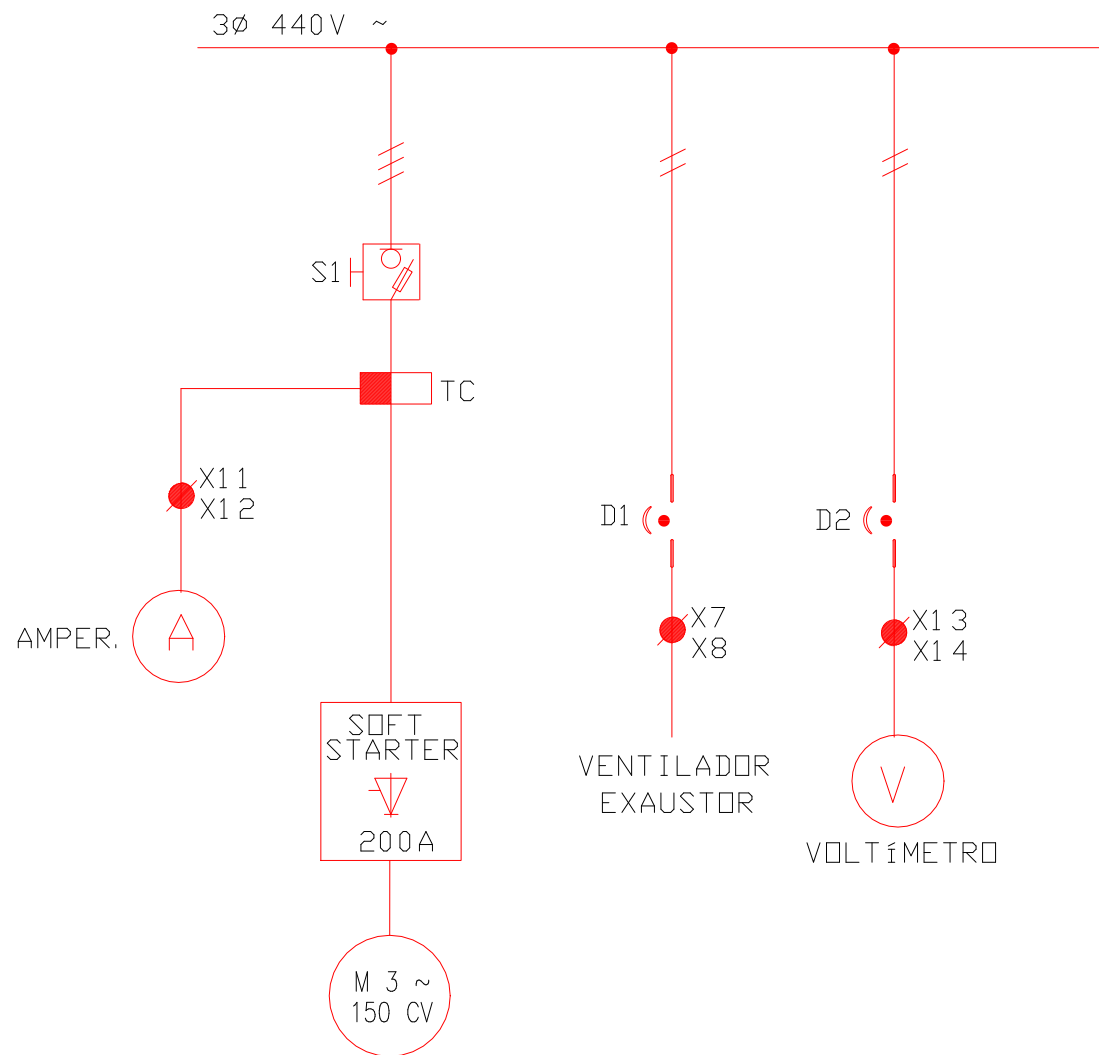 3Ø 440V ~
S1
TC
X11
X12
AMPER.
A
SOFT
STARTER
200A
M 3 ~
150 CV
D1
X7
X8
VENTILADOR
EXAUSTOR
D2
X13
X14
V
VOLTíMETRO